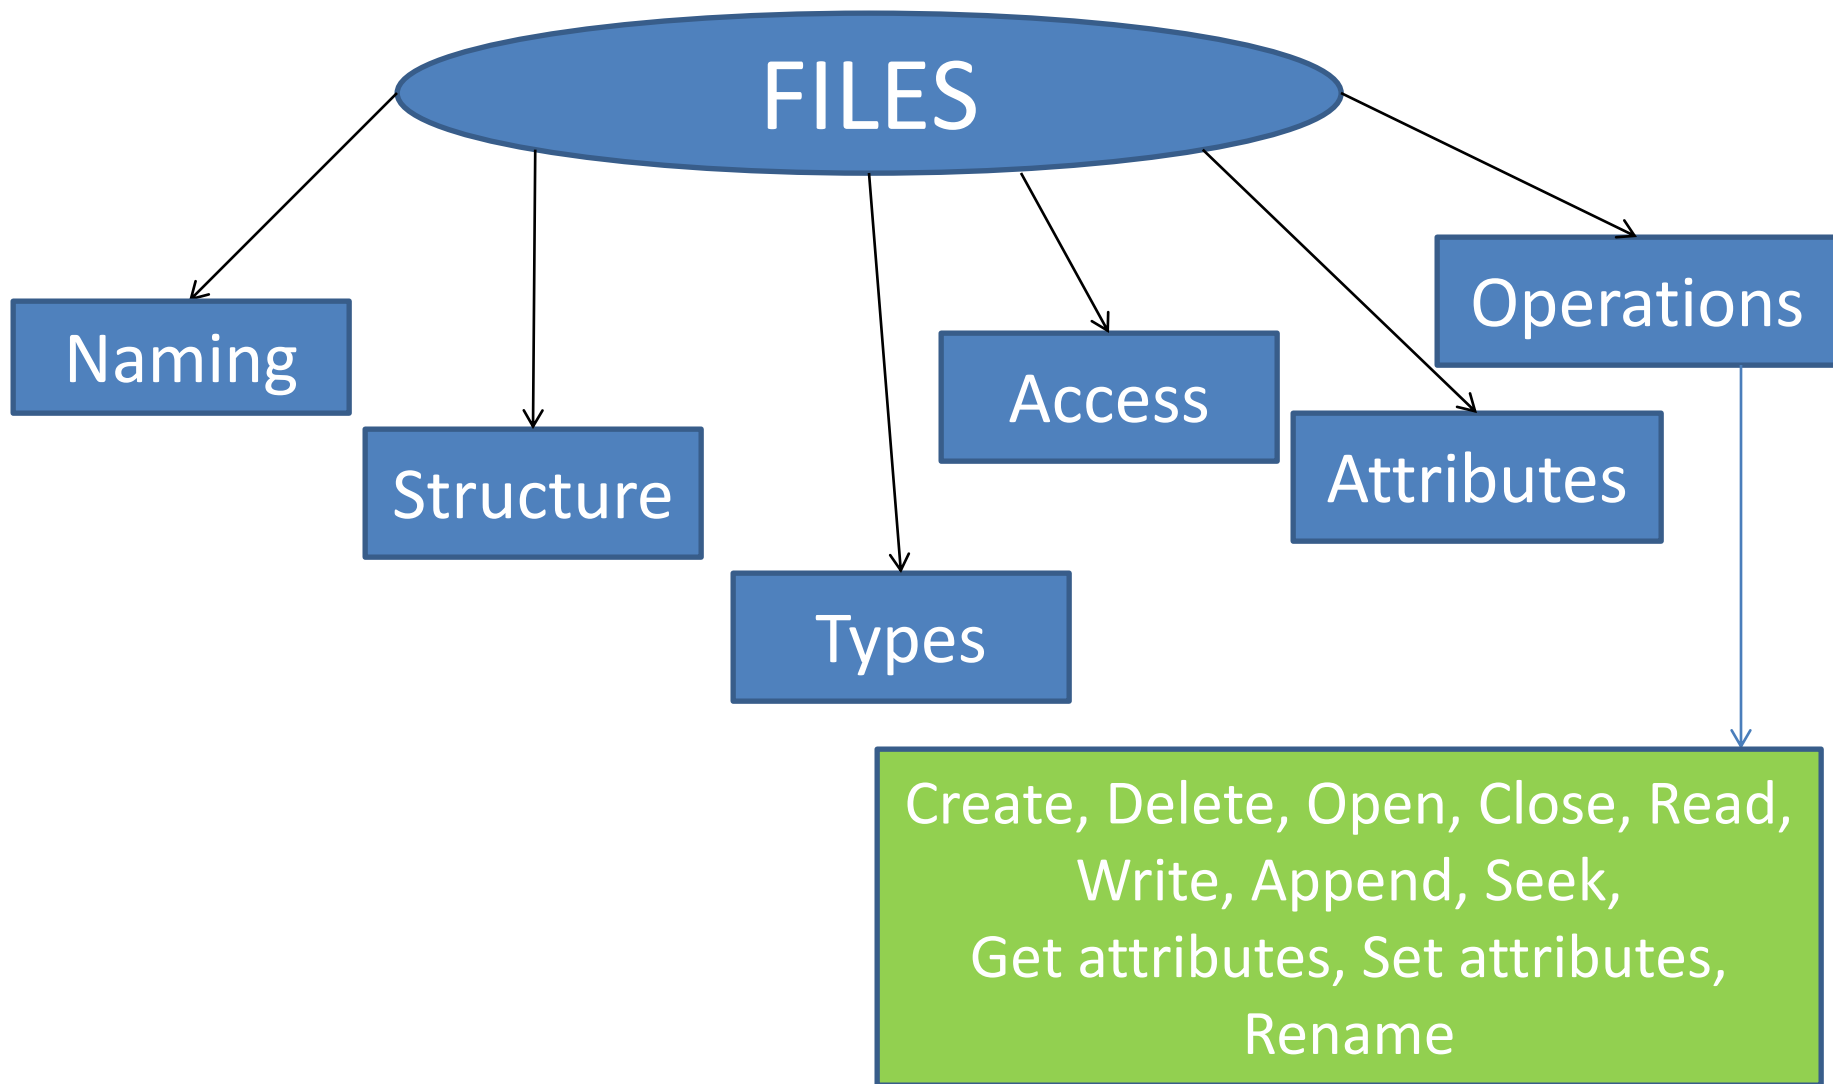 FILES
Naming
Structure
Types
Access
Attributes
Operations
Create, Delete, Open, Close, Read,
Write, Append, Seek,
Get attributes, Set attributes,
Rename